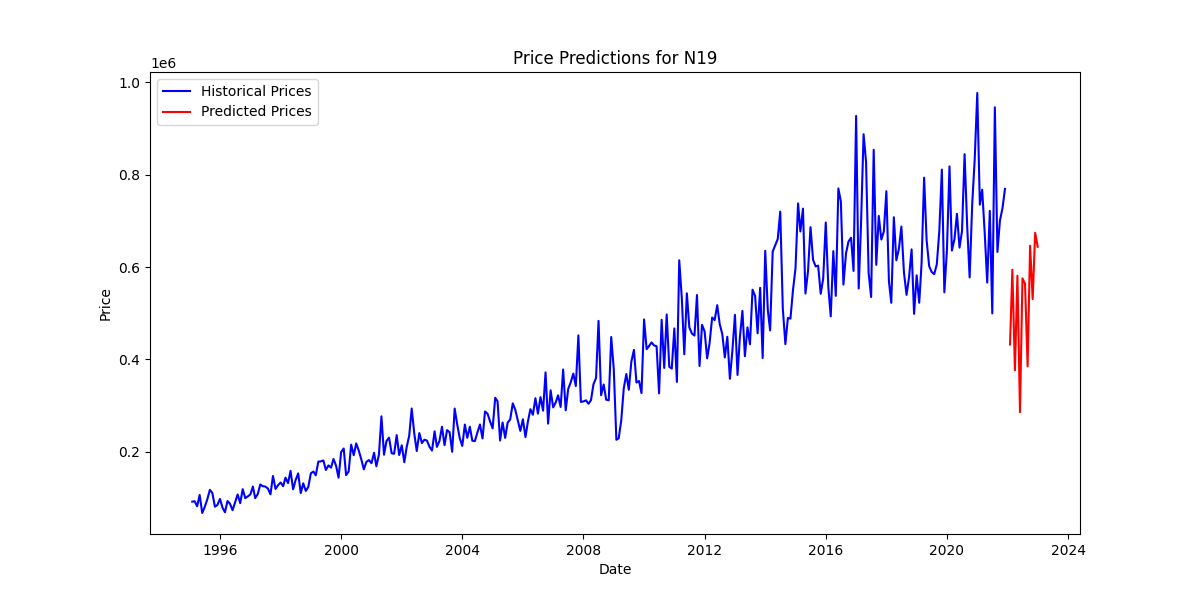 Price Predictions for N19
1e6
Historical Prices
Predicted Prices
1.0
0.8
0.6
0.4
0.2
Price
1996 2000 2004 2008 2012 2016 2020 2024
Date